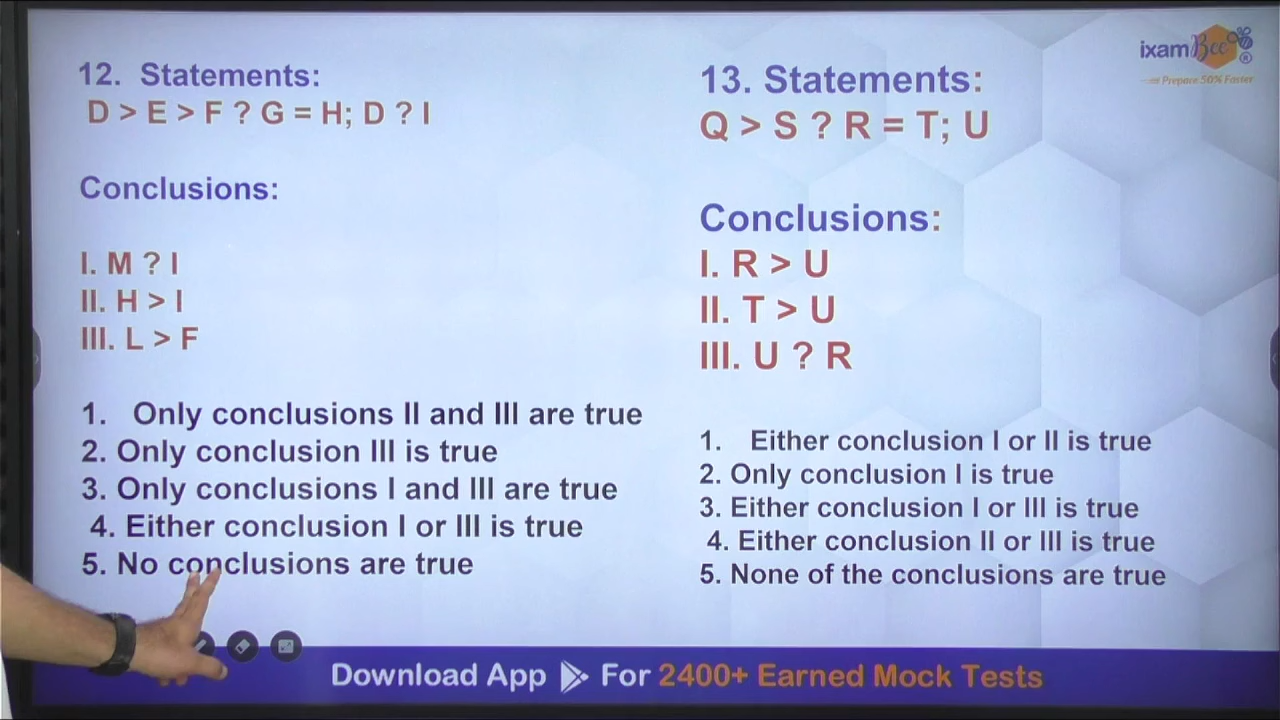 ixamBee
Prepare 50% Faster
12. Statements:
D > E > F ? G = H; D ? I
Conclusions:
I. M ? I
II. H > I
III. L > F
1. Only conclusions II and III are true
2. Only conclusion III is true
3. Only conclusions I and III are true
4. Either conclusion I or III is true
5. No conclusions are true
13. Statements:
Q > S ? R = T; U
Conclusions:
I. R > U
II. T > U
III. U ? R
1. Either conclusion I or II is true
2. Only conclusion I is true
3. Either conclusion I or III is true
4. Either conclusion II or III is true
5. None of the conclusions are true
Download App For 2400+ Earned Mock Tests